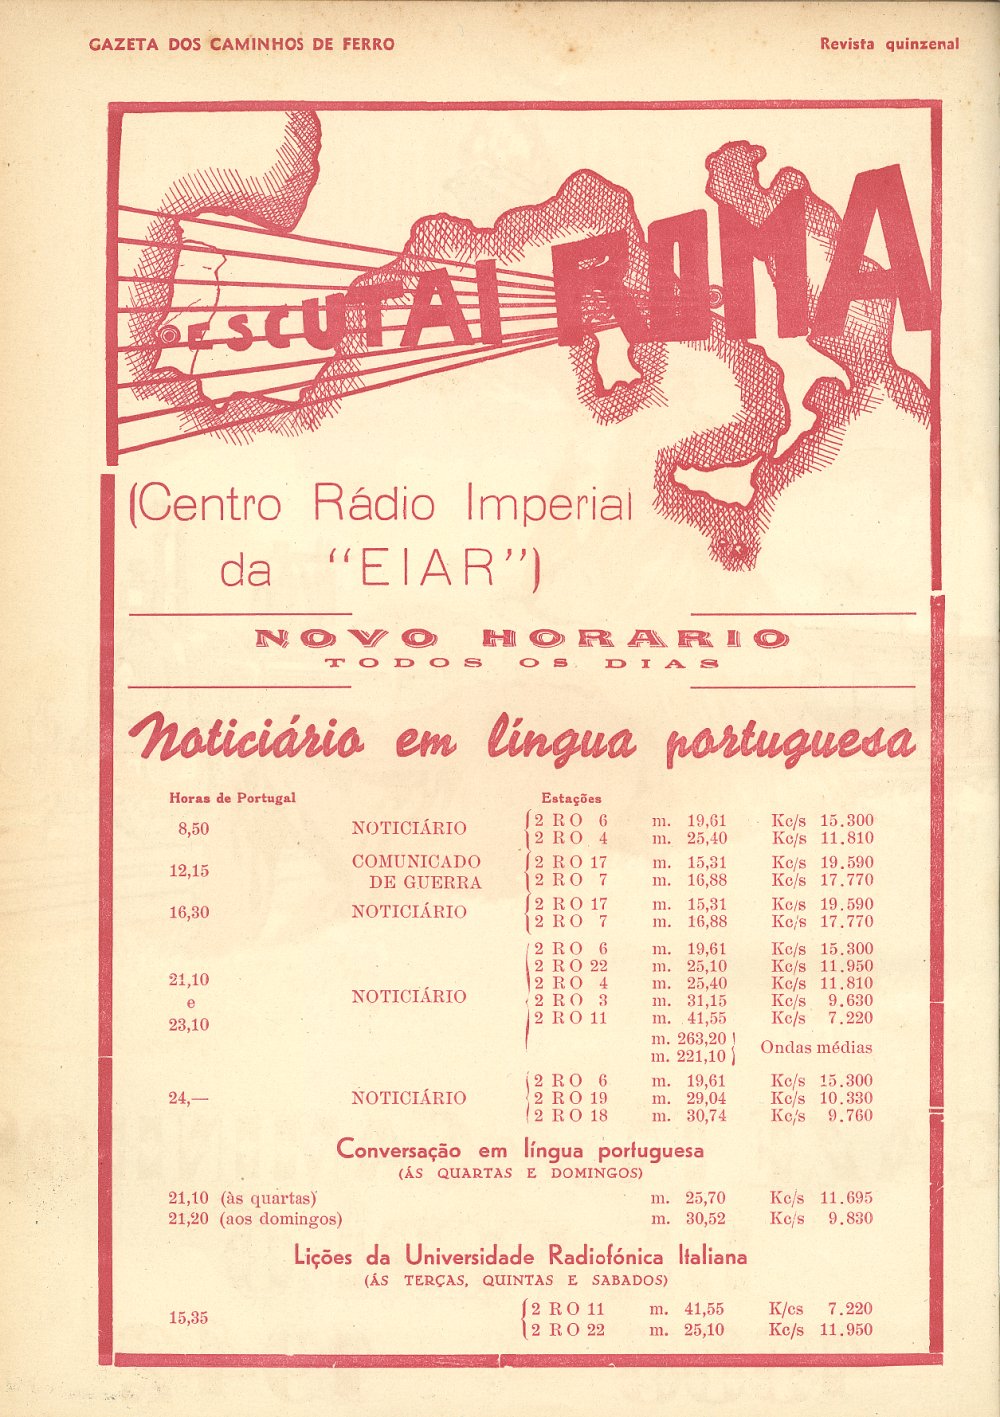 GAZETA DOS CAMINHOS DE FERRO Revista quinzenal
ESCUTAI ROMA
(Centro Rádio Imperial
da "EIAR")
NOVO HORARIO
TODOS OS DIAS
Noticiário em língua portuguesa
Horas de Portugal Estações
8,50 NOTICIÁRIO 2 RO 6 m. 19,61 Kc/s 15.300
2 RO 4 m. 25,40 Kc/s 11.810
12,15 COMUNICADO DE GUERRA 2 RO 17 m. 15,31 Kc/s 19.590
2 RO 7 m. 16,88 Kc/s 17.770
16,30 NOTICIÁRIO 2 RO 17 m. 15,31 Kc/s 19.590
2 RO 7 m. 16,88 Kc/s 17.770
21,10 e 23,10 NOTICIÁRIO 2 RO 6 m. 19,61 Kc/s 15.300
2 RO 22 m. 25,10 Kc/s 11.950
2 RO 4 m. 25,40 Kc/s 11.810
2 RO 3 m. 31,15 Kc/s 9.630
2 RO 11 m. 41,55 Kc/s 7.220
m. 263,20 Ondas médias
m. 221,10
24,— NOTICIÁRIO 2 RO 6 m. 19,61 Kc/s 15.300
2 RO 19 m. 29,04 Kc/s 10.330
2 RO 18 m. 30,74 Kc/s 9.760
Conversação em língua portuguesa
(ÁS QUARTAS E DOMINGOS)
21,10 (às quartas) m. 25,70 Kc/s 11.695
21,20 (aos domingos) m. 30,52 Kc/s 9.830
Lições da Universidade Radiofónica Italiana
(ÁS TERÇAS, QUINTAS E SABADOS)
15,35 2 RO 11 m. 41,55 K/cs 7.220
2 RO 22 m. 25,10 Kc/s 11.950